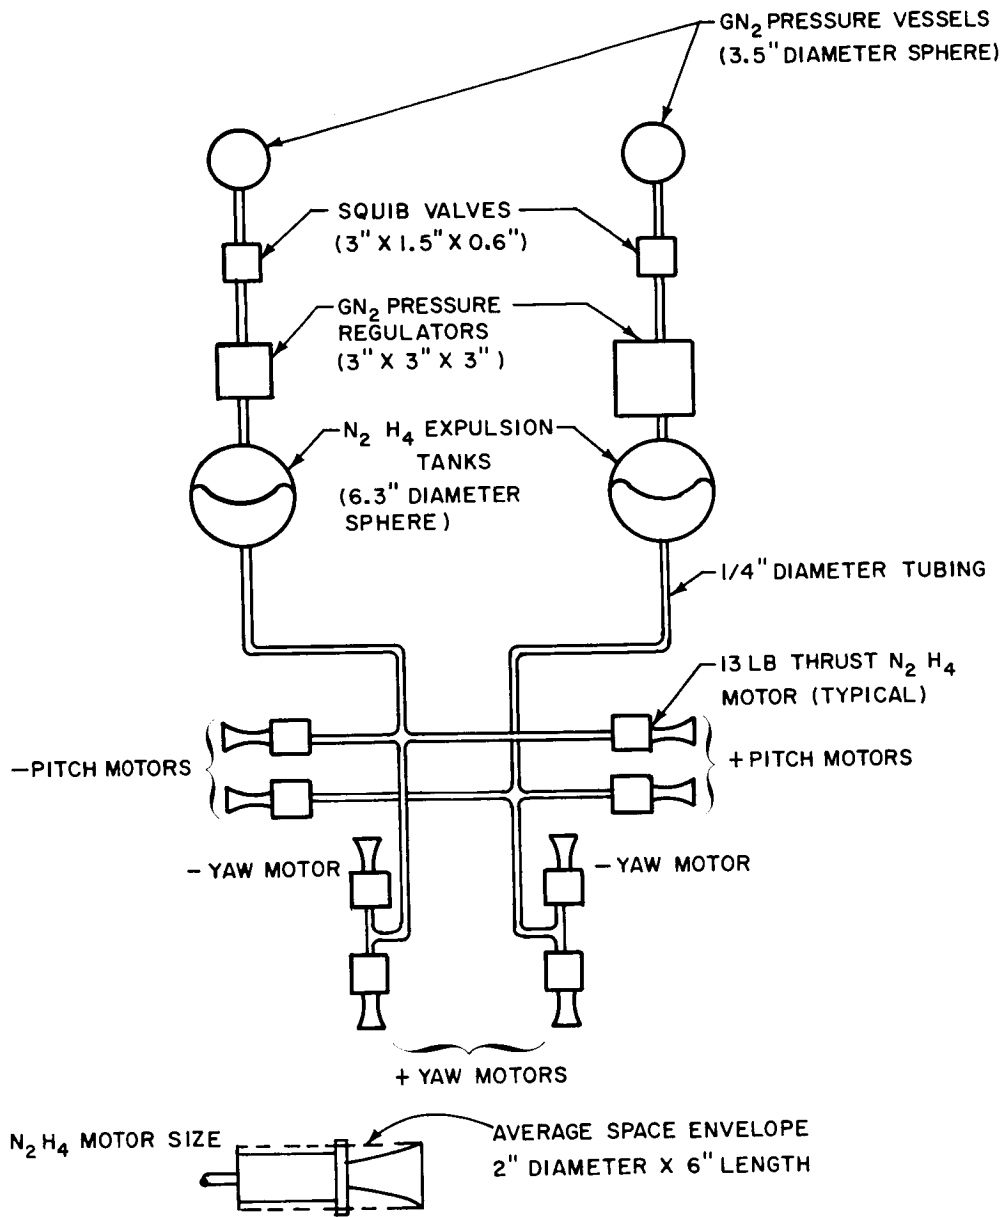 GN₂ PRESSURE VESSELS
(3.5" DIAMETER SPHERE)
SQUIB VALVES
(3" X 1.5" X 0.6")
GN₂ PRESSURE
REGULATORS
(3" X 3" X 3")
N₂ H₄ EXPULSION
TANKS
(6.3" DIAMETER
SPHERE)
1/4" DIAMETER TUBING
13 LB THRUST N₂ H₄
MOTOR (TYPICAL)
—PITCH MOTORS
+ PITCH MOTORS
— YAW MOTOR
— YAW MOTOR
+ YAW MOTORS
N₂ H₄ MOTOR SIZE
AVERAGE SPACE ENVELOPE
2" DIAMETER X 6" LENGTH